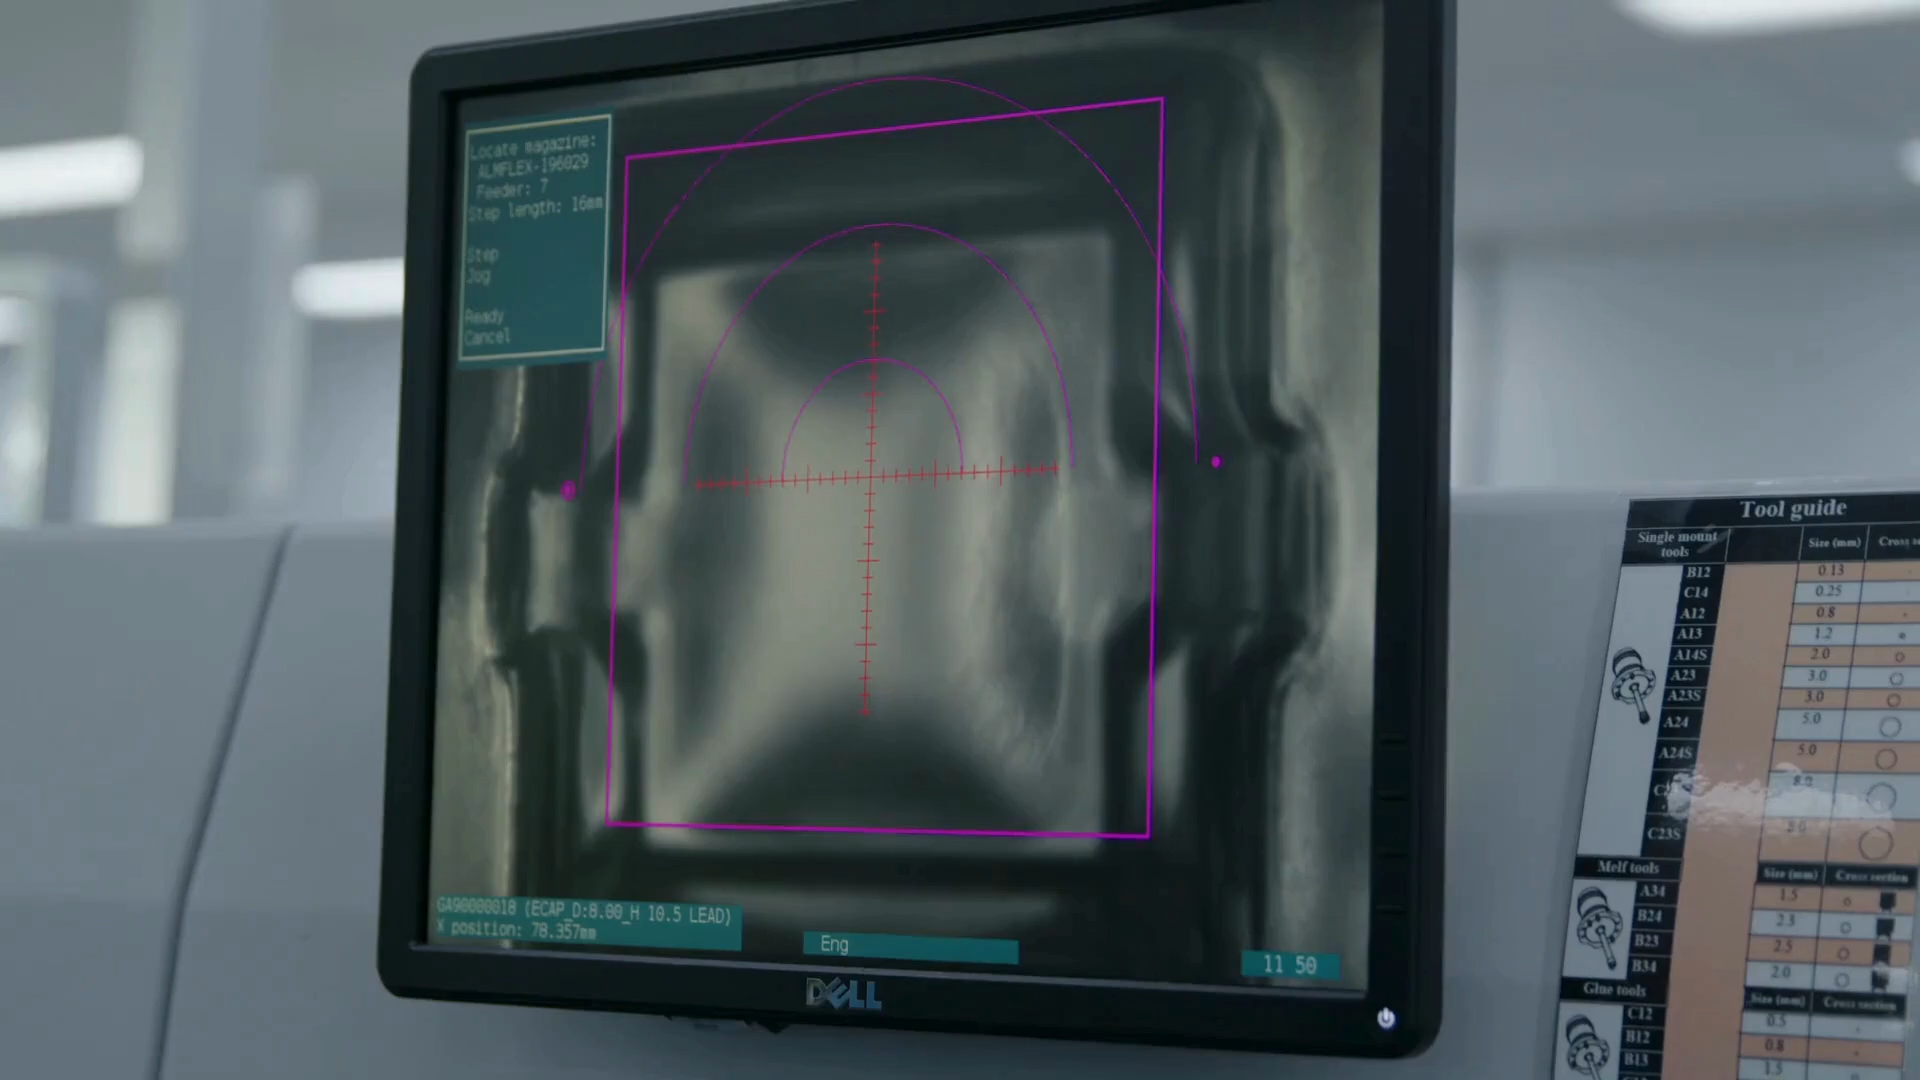 Locate magazine:
ALMFLEX-196029
Feeder: 7
Step length: 16mm
Step
Jog
Ready
Cancel
GA90000018 (ECAP_D:8.00_H 10.5 LEAD)
X position: 78.357mm
Eng
11 50
DELL
Tool guide
Single mount tools
Size (mm)
B12 0.13
C14 0.25
A12 0.8
A13 1.2
A14S 2.0
A23 3.0
A23S 3.0
A24 5.0
A24S 5.0
C23S
Melf tools
Size (mm) Cross section
A34 1.5
B24 2.3
B23 2.5
B34 2.0
Glue tools
Size (mm) Cross section
C12 0.5
B12 0.8
B13 1.5